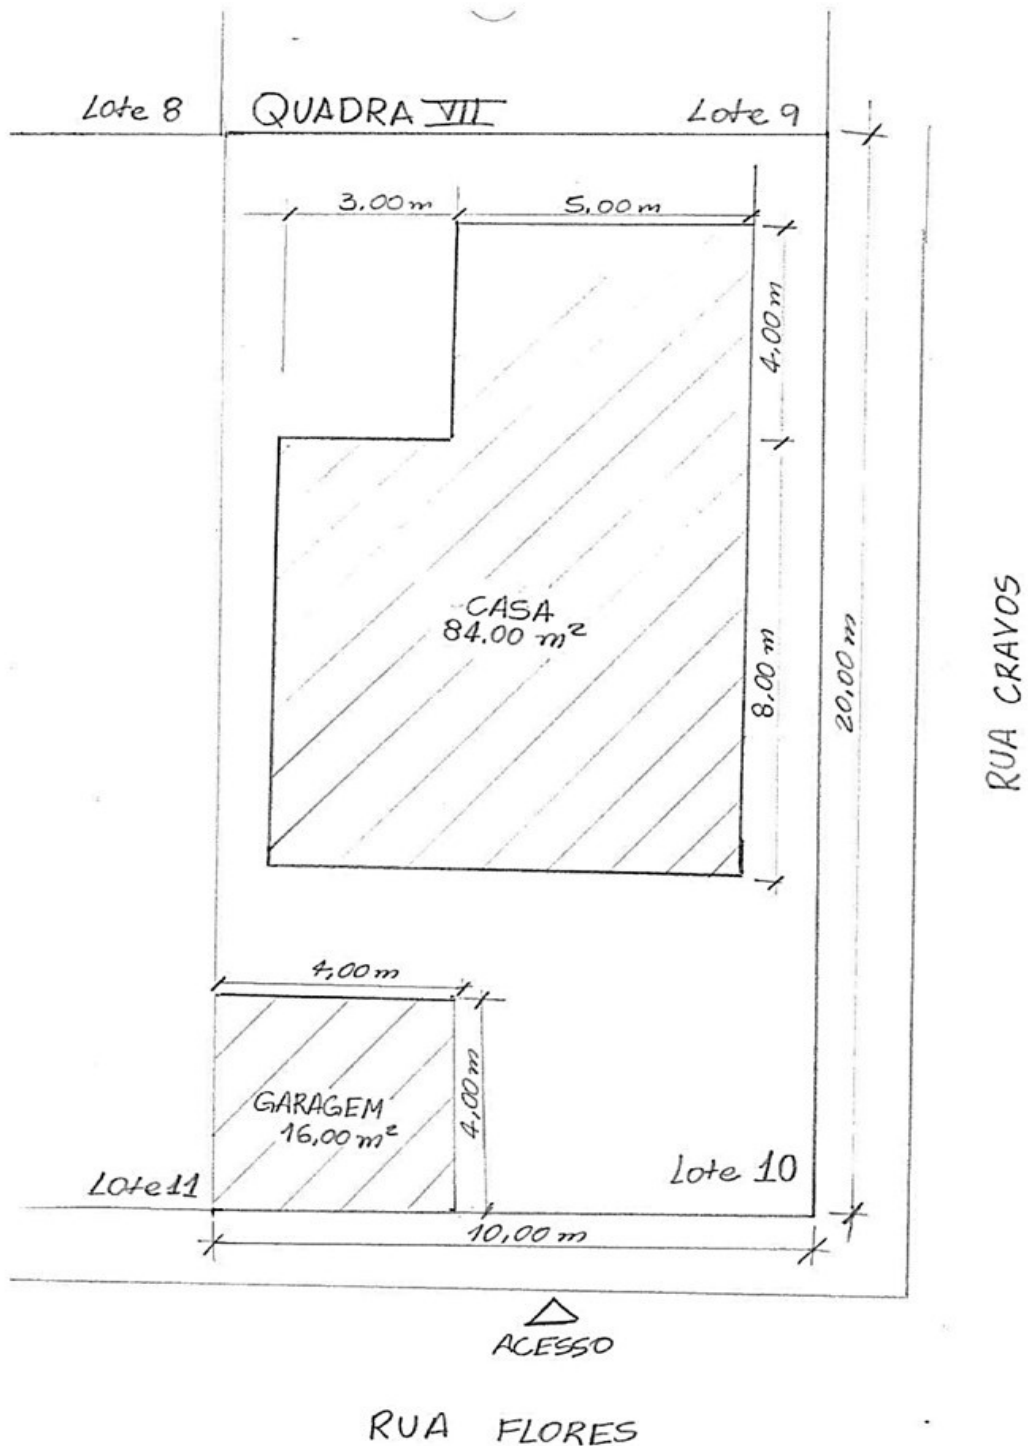 Lote 8
QUADRA VII
Lote 9
3.00 m
5.00 m
4,00 m
CASA
84.00 m²
8,00 m
20,00 m
RUA CRAVOS
4,00 m
4,00 m
GARAGEM
16,00 m²
Lote 11
Lote 10
10,00 m
ACESSO
RUA FLORES